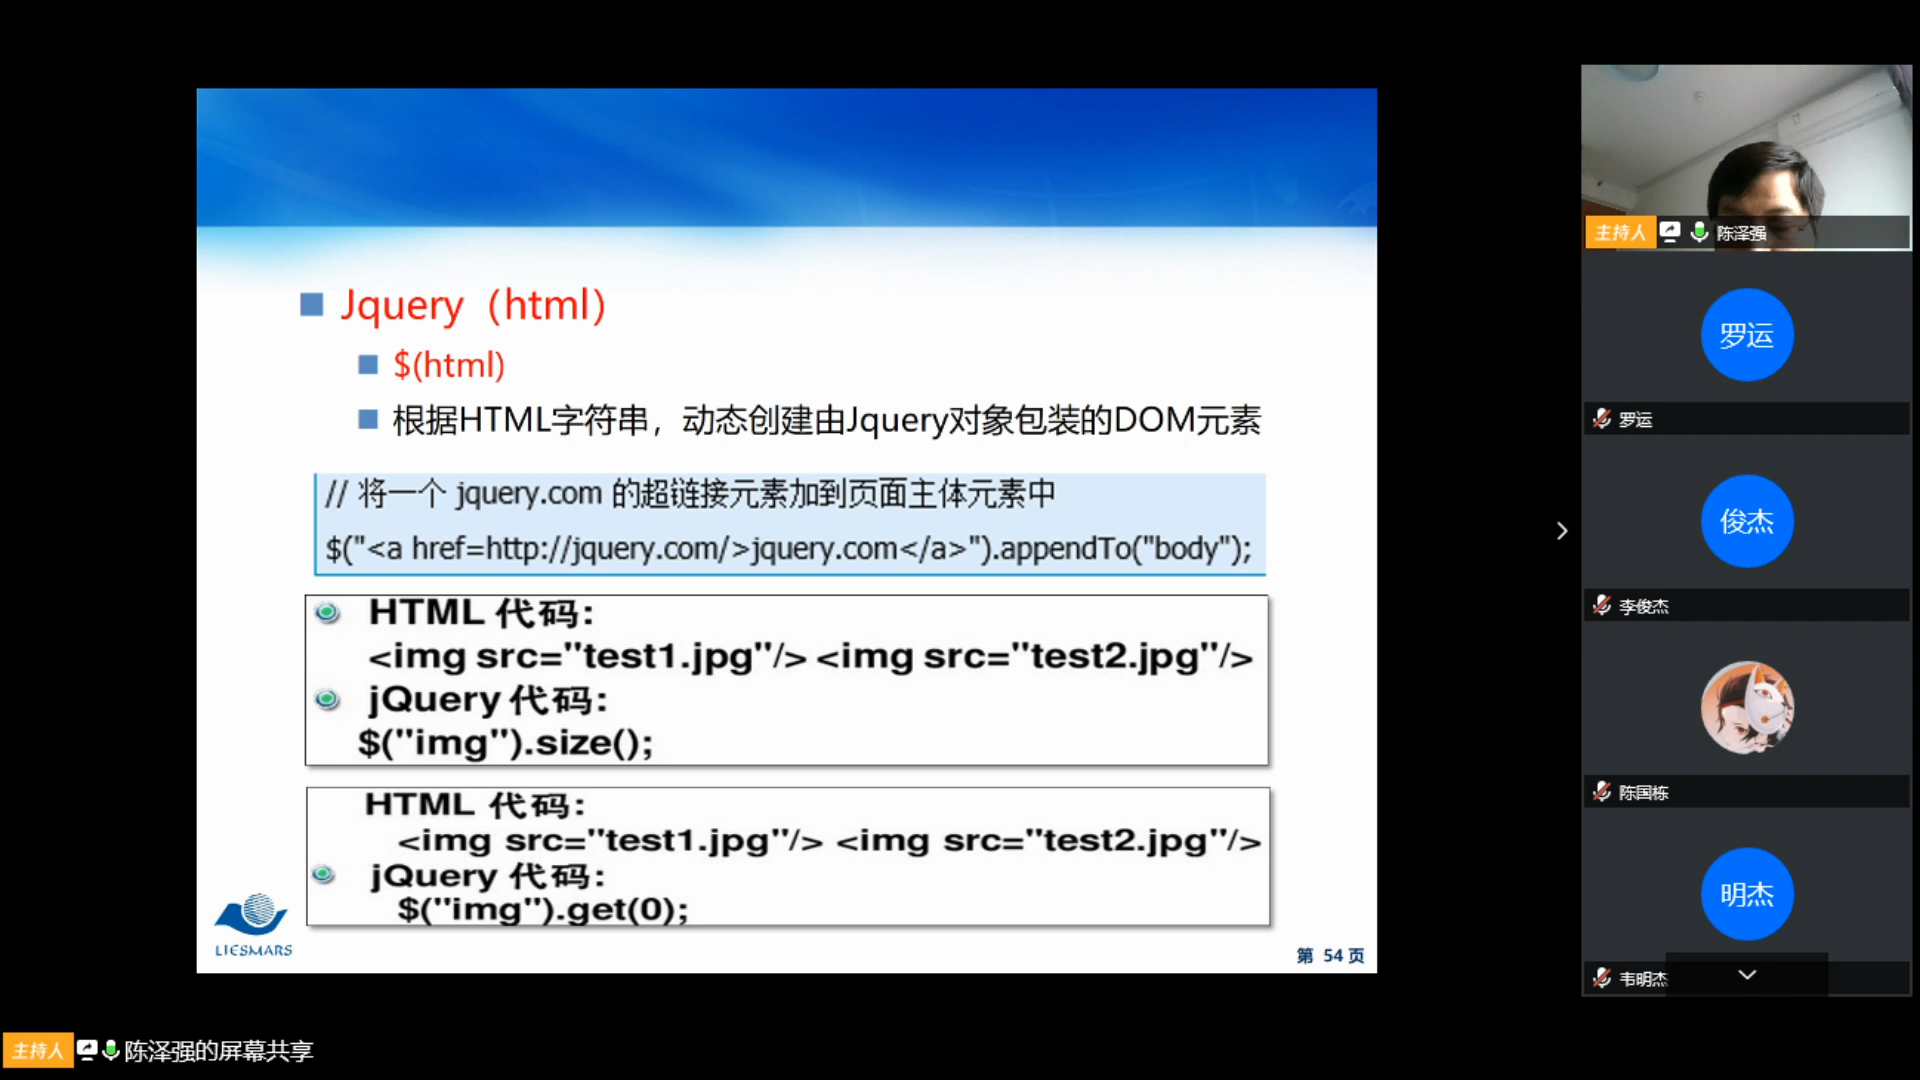 Jquery（html）
$(html)
根据HTML字符串，动态创建由Jquery对象包装的DOM元素
// 将一个 jquery.com 的超链接元素加到页面主体元素中
$("<a href=http://jquery.com/>jquery.com</a>").appendTo("body");
HTML 代码:
<img src="test1.jpg"/> <img src="test2.jpg"/>
jQuery 代码:
$("img").size();
HTML 代码:
<img src="test1.jpg"/> <img src="test2.jpg"/>
jQuery 代码:
$("img").get(0);
LIESMARS
第 54 页
主持人 陈泽强
罗运
罗运
俊杰
李俊杰
陈国栋
明杰
韦明杰
主持人 陈泽强的屏幕共享